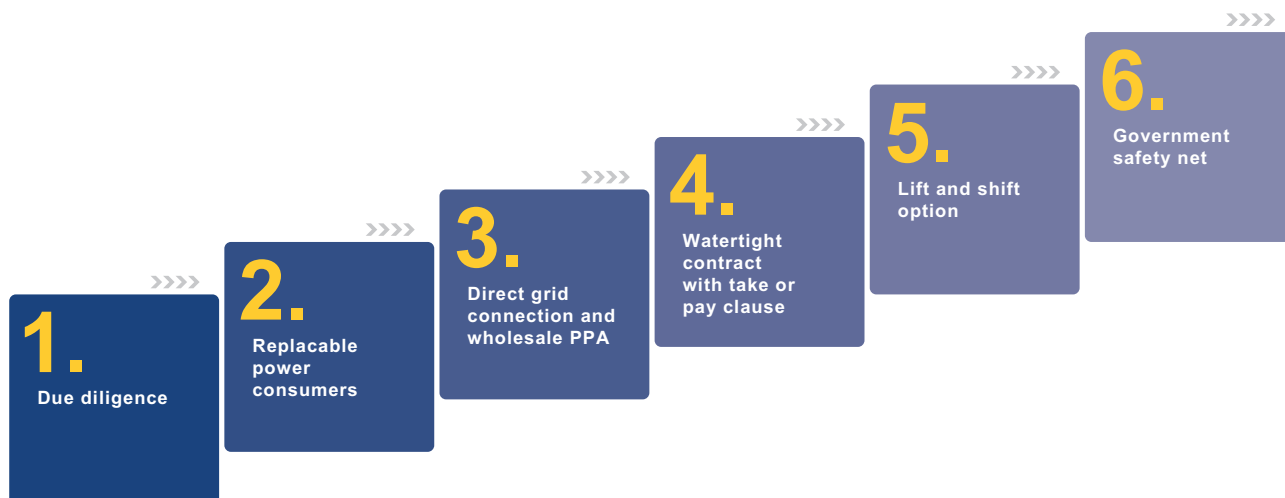 1.
Due diligence
2.
Replacable
power
consumers
3.
Direct grid
connection and
wholesale PPA
4.
Watertight
contract
with take or
pay clause
5.
Lift and shift
option
6.
Government
safety net